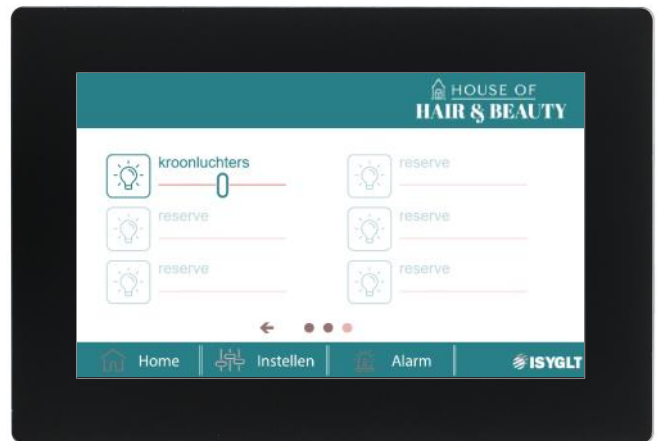 HOUSE OF
HAIR & BEAUTY
kroonluchters
reserve
reserve
reserve
reserve
reserve
Home
Instellen
Alarm
ISYGLT